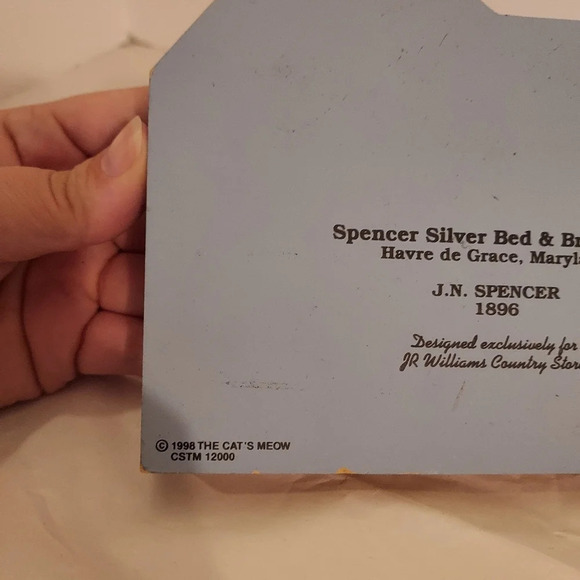 Spencer Silver Bed & Br
Havre de Grace, Maryla
J.N. SPENCER
1896
Designed exclusively for
JR Williams Country Stor
© 1998 THE CAT'S MEOW
CSTM 12000